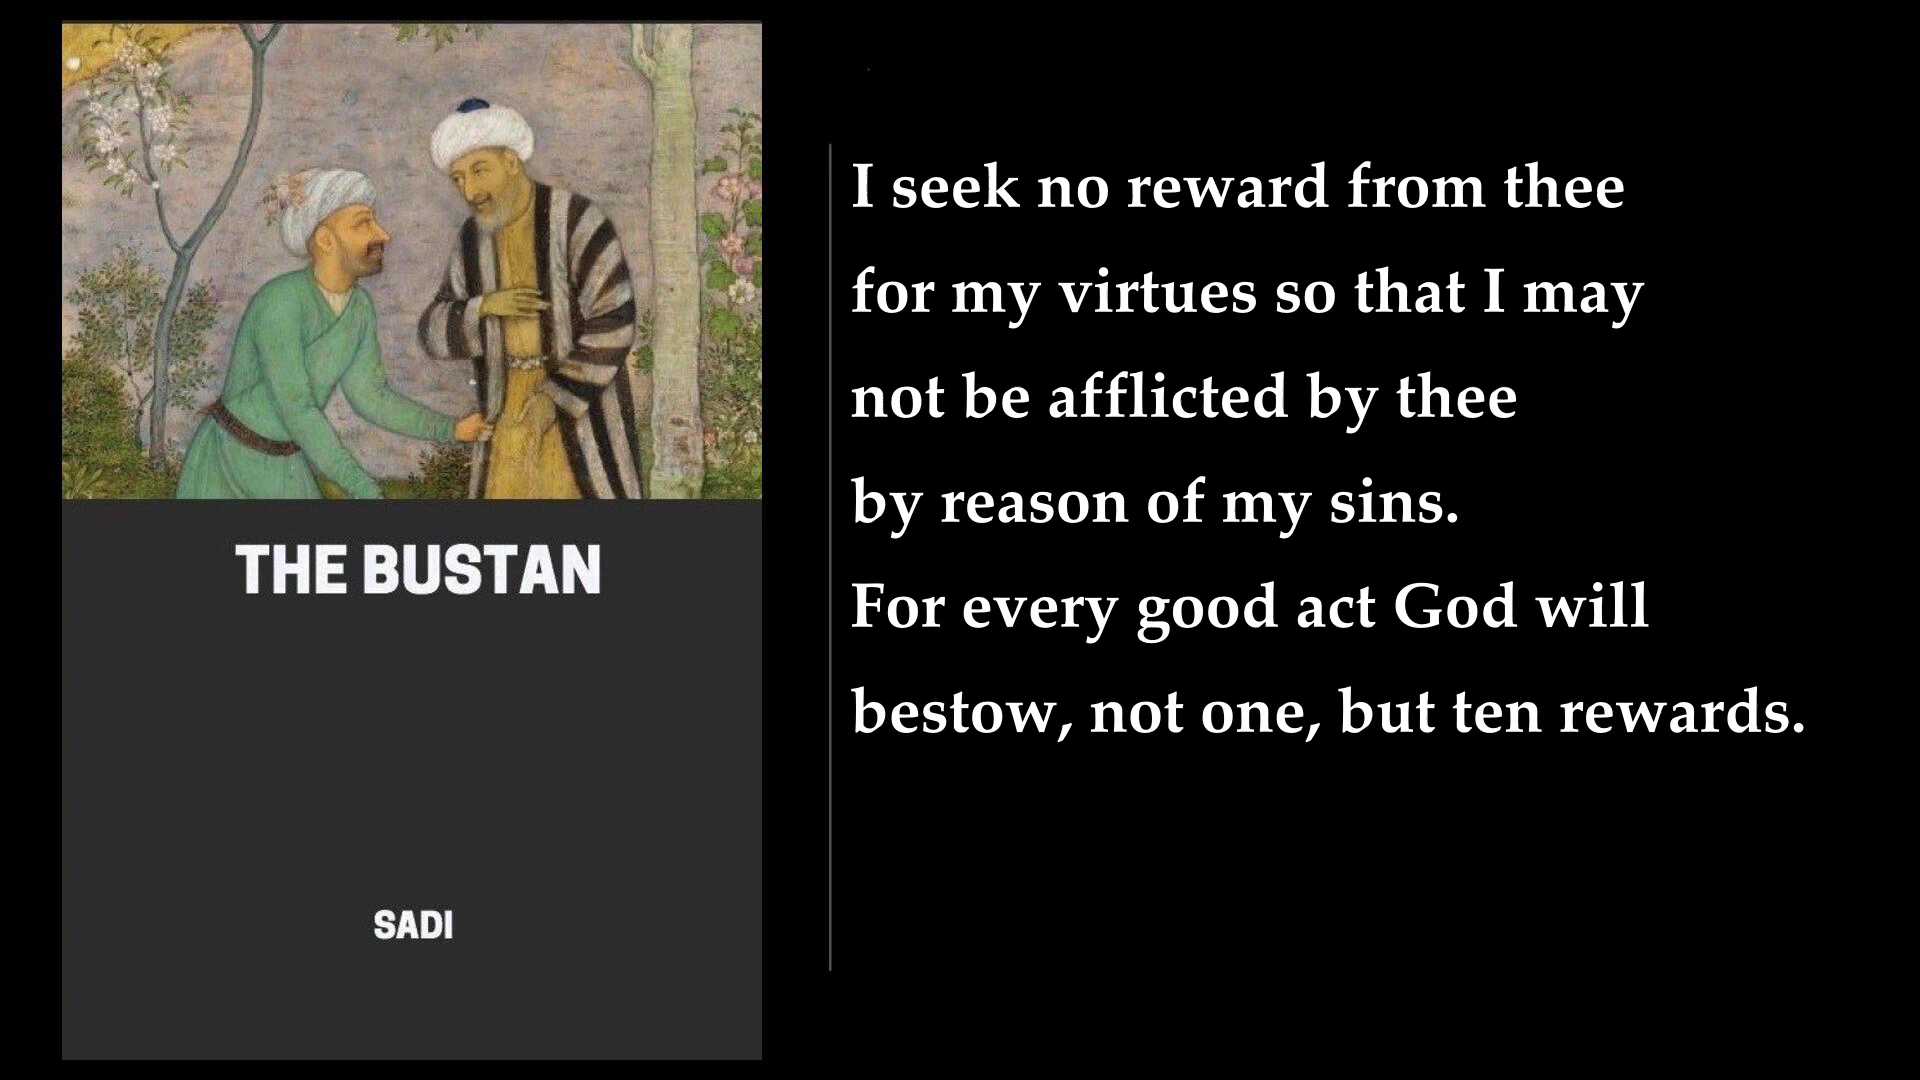 THE BUSTAN
SADI
I seek no reward from thee
for my virtues so that I may
not be afflicted by thee
by reason of my sins.
For every good act God will
bestow, not one, but ten rewards.